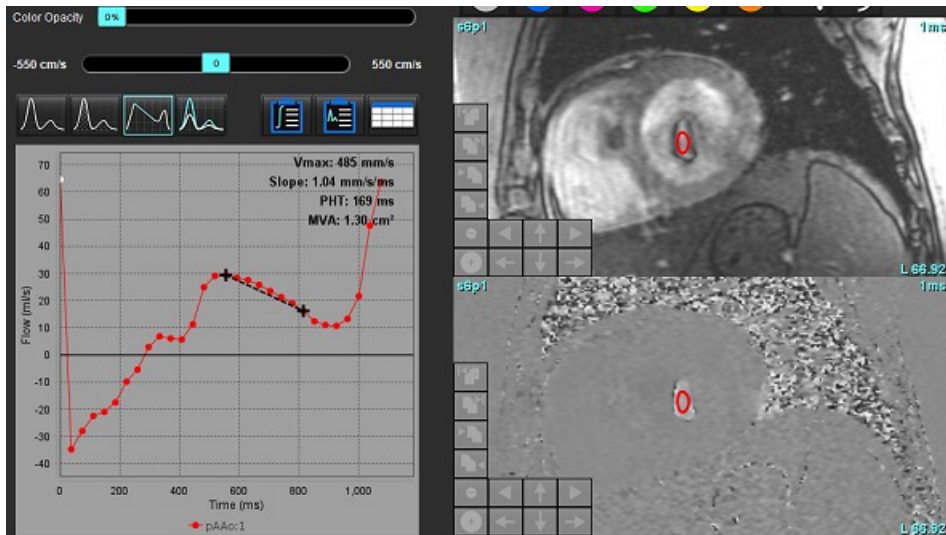 Color Opacity 0%
-550 cm/s 0 550 cm/s
Vmax: 485 mm/s
Slope: 1.04 mm/s/ms
PHT: 169 ms
MVA: 1.30 cm²
70
60
50
40
30
20
10
0
-10
-20
-30
-40
Flow (ml/s)
0 200 400 600 800 1,000
Time (ms)
pAAo:1
s6p1 1ms
L 66.92
s6p1 1ms
L 66.92